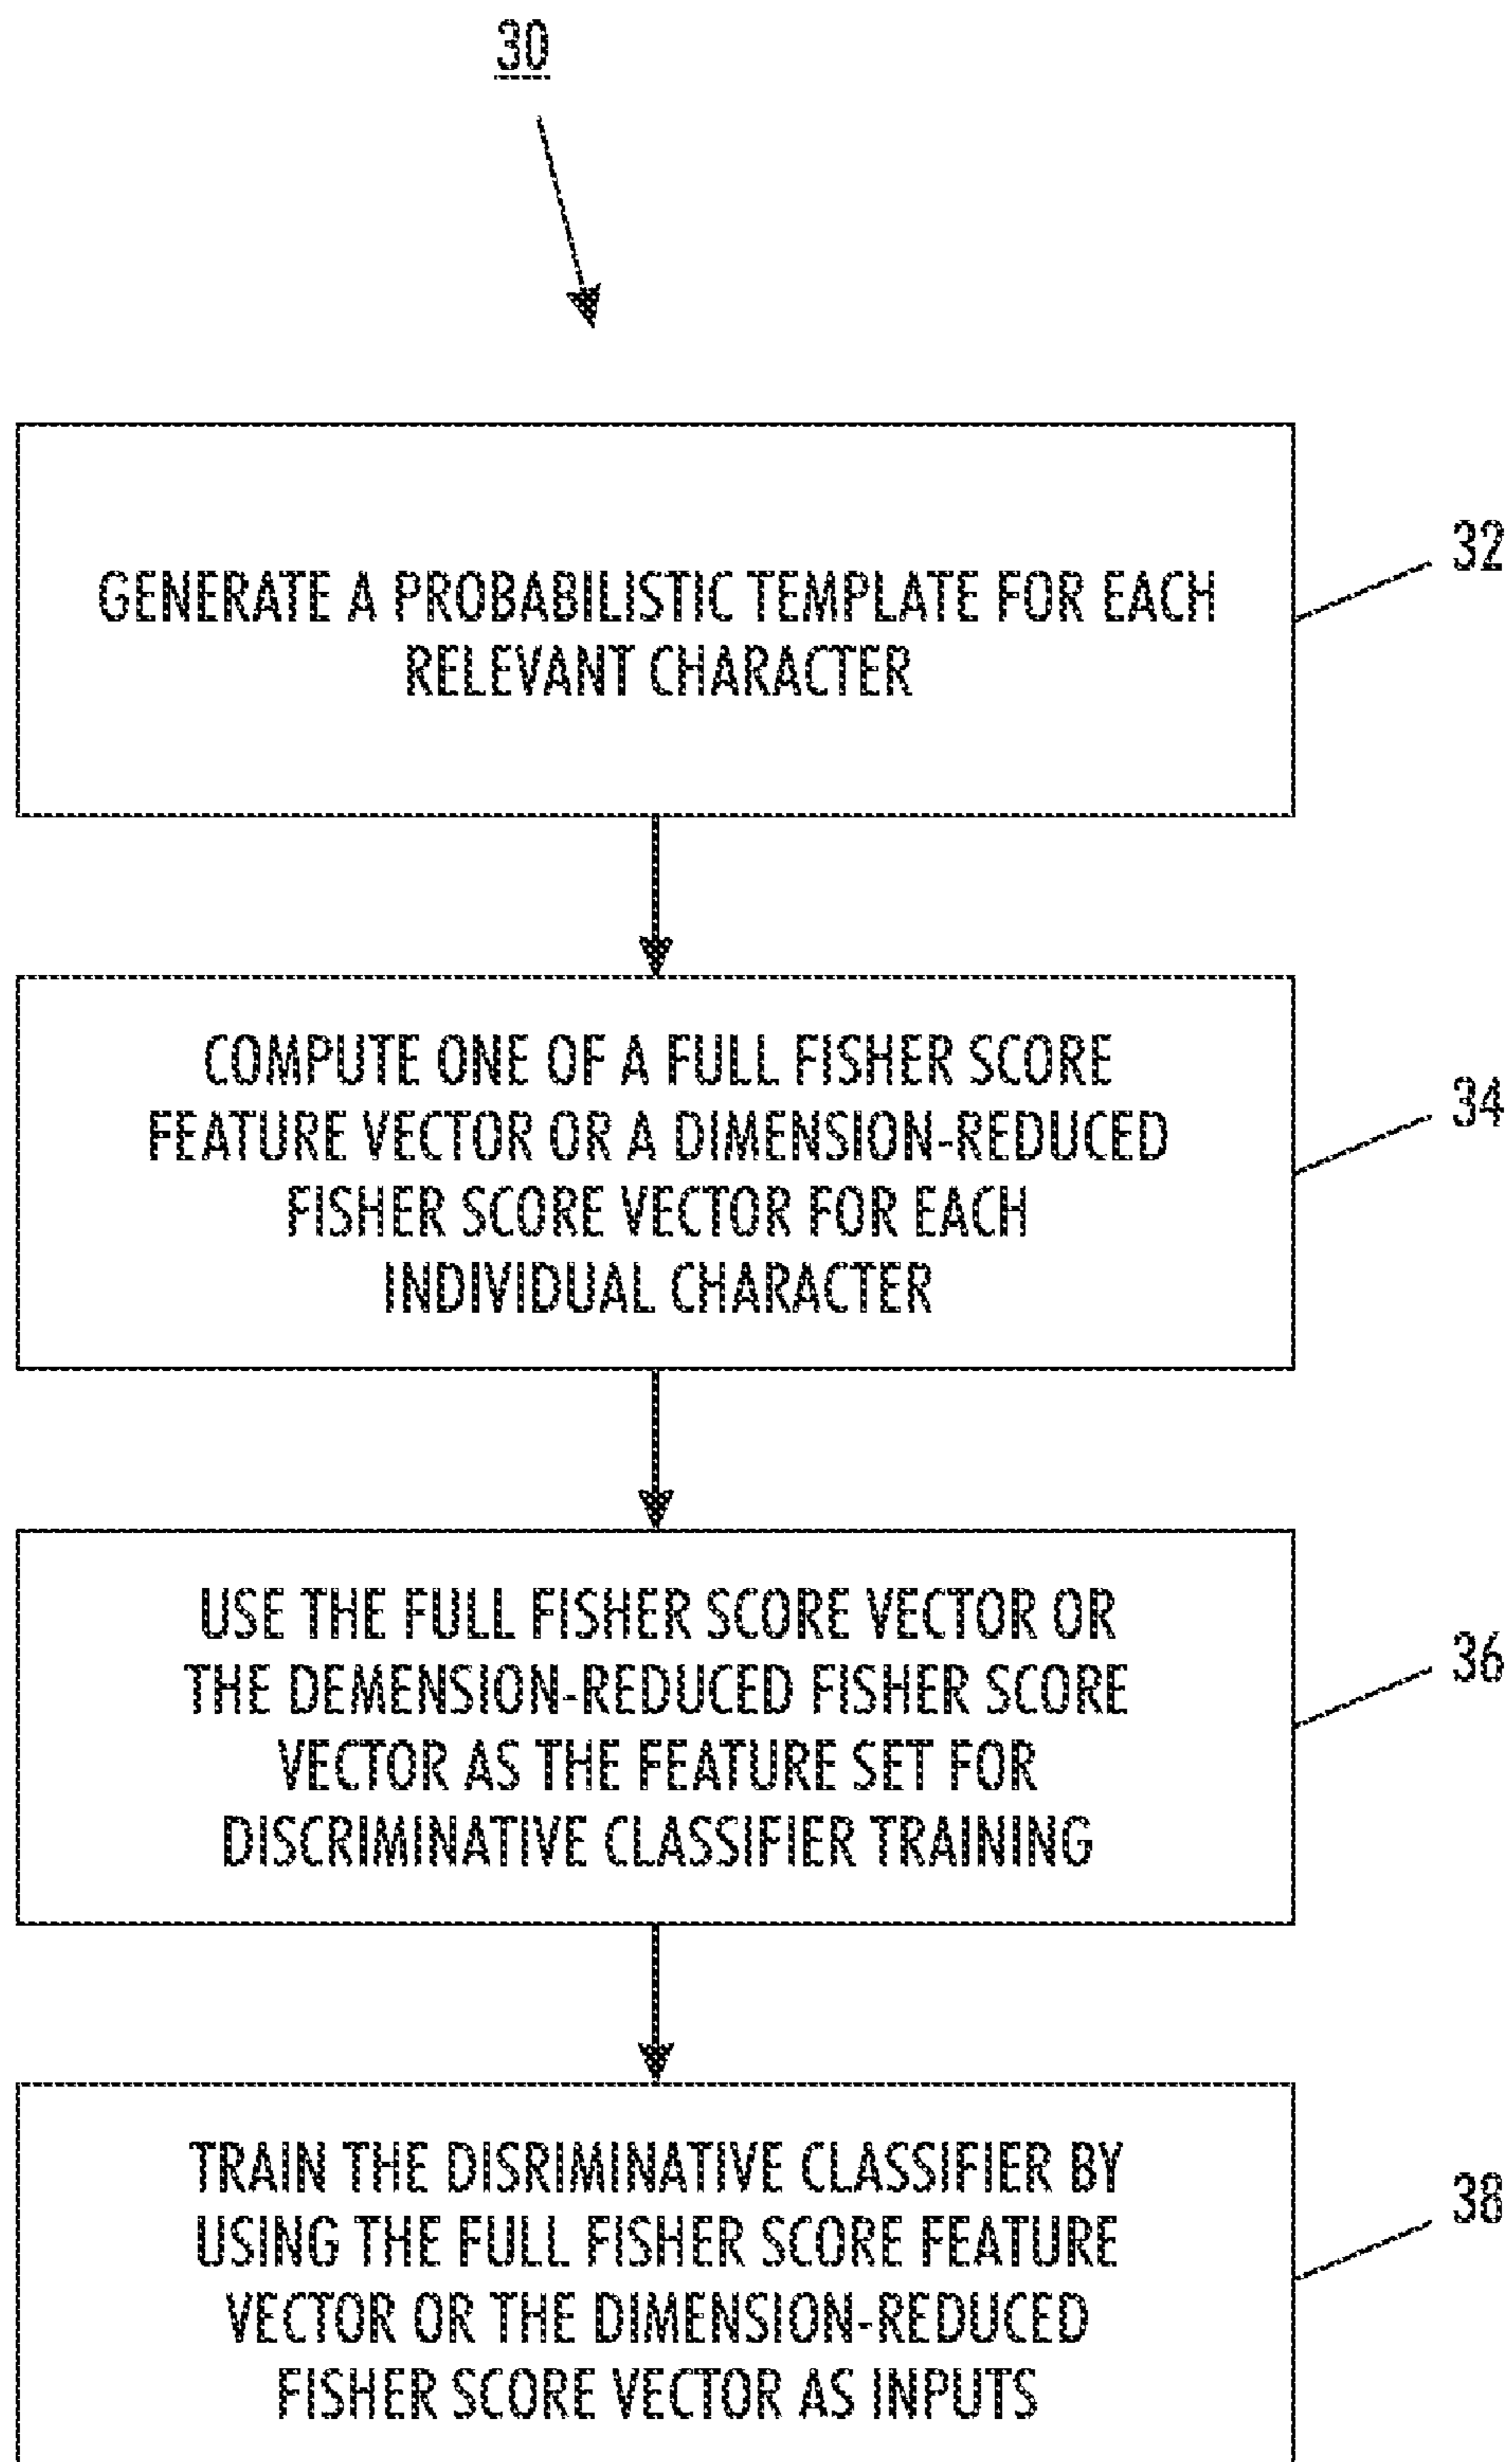 30
GENERATE A PROBABILISTIC TEMPLATE FOR EACH
RELEVANT CHARACTER
32
COMPUTE ONE OF A FULL FISHER SCORE
FEATURE VECTOR OR A DIMENSION-REDUCED
FISHER SCORE VECTOR FOR EACH
INDIVIDUAL CHARACTER
34
USE THE FULL FISHER SCORE VECTOR OR
THE DEMENSION-REDUCED FISHER SCORE
VECTOR AS THE FEATURE SET FOR
DISCRIMINATIVE CLASSIFIER TRAINING
36
TRAIN THE DISRIMINATIVE CLASSIFIER BY
USING THE FULL FISHER SCORE FEATURE
VECTOR OR THE DIMENSION-REDUCED
FISHER SCORE VECTOR AS INPUTS
38